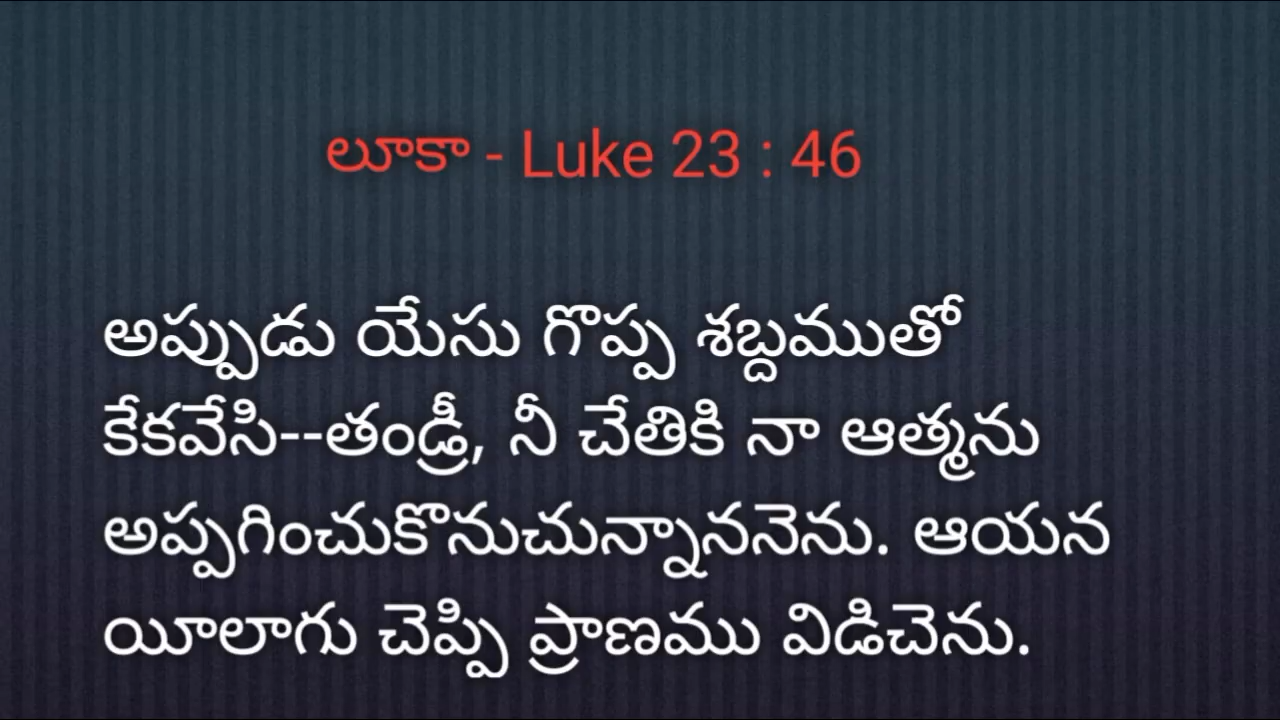 లూకా - Luke 23 : 46
అప్పుడు యేసు గొప్ప శబ్దముతో
కేకవేసి--తండ్రీ, నీ చేతికి నా ఆత్మను
అప్పగించుకొనుచున్నాననెను. ఆయన
యీలాగు చెప్పి ప్రాణము విడిచెను.